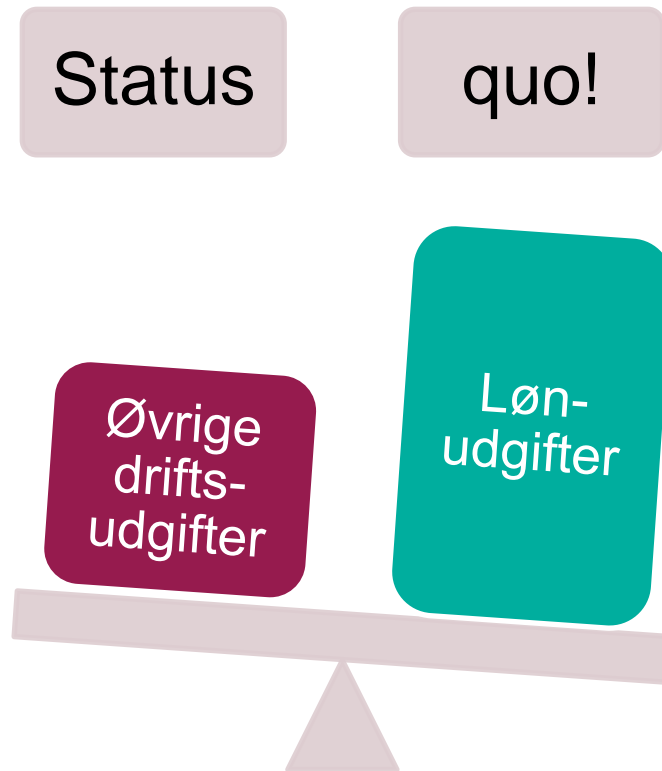 Status
quo!
Øvrige
drifts-
udgifter
Løn-
udgifter